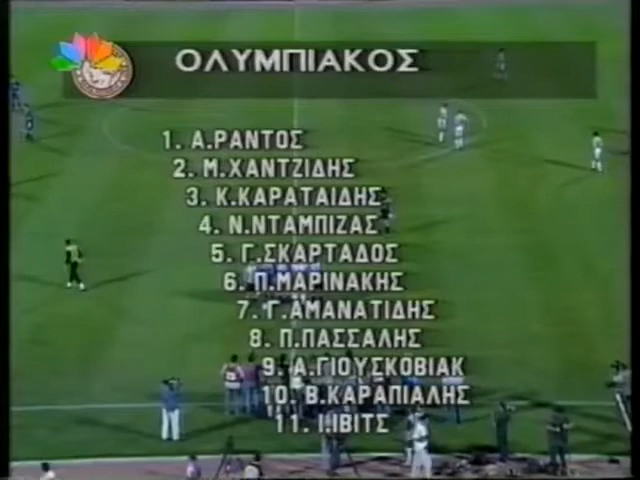 ΟΛΥΜΠΙΑΚΟΣ
1. Α.ΡΑΝΤΟΣ
2. Μ.ΧΑΝΤΖΙΔΗΣ
3. Κ.ΚΑΡΑΤΑΙΔΗΣ
4. Ν.ΝΤΑΜΠΙΖΑΣ
5. Γ.ΣΚΑΡΤΑΔΟΣ
6. Π.ΜΑΡΙΝΑΚΗΣ
7. Γ.ΑΜΑΝΑΤΙΔΗΣ
8. Π.ΠΑΣΣΑΛΗΣ
9. Α.ΓΙΟΥΣΚΟΒΙΑΚ
10. Β.ΚΑΡΑΠΙΑΛΗΣ
11. Ι.ΙΒΙΤΣ